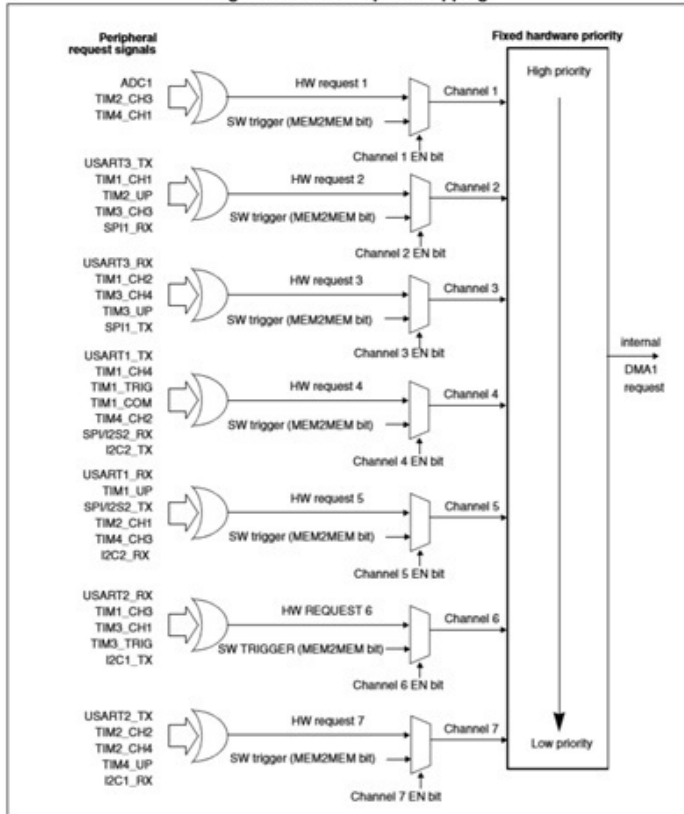 Peripheral
request signals
Fixed hardware priority
High priority
ADC1
TIM2_CH3
TIM4_CH1
HW request 1
SW trigger (MEM2MEM bit)
Channel 1
Channel 1 EN bit
USART3_TX
TIM1_CH1
TIM2_UP
TIM3_CH3
SPI1_RX
HW request 2
SW trigger (MEM2MEM bit)
Channel 2
Channel 2 EN bit
USART3_RX
TIM1_CH2
TIM3_CH4
TIM3_UP
SPI1_TX
HW request 3
SW trigger (MEM2MEM bit)
Channel 3
Channel 3 EN bit
internal
DMA1
request
USART1_TX
TIM1_CH4
TIM1_TRIG
TIM1_COM
TIM4_CH2
SPI/I2S2_RX
I2C2_TX
HW request 4
SW trigger (MEM2MEM bit)
Channel 4
Channel 4 EN bit
USART1_RX
TIM1_UP
SPI/I2S2_TX
TIM2_CH1
TIM4_CH3
I2C2_RX
HW request 5
SW trigger (MEM2MEM bit)
Channel 5
Channel 5 EN bit
USART2_RX
TIM1_CH3
TIM3_CH1
TIM3_TRIG
I2C1_TX
HW REQUEST 6
SW TRIGGER (MEM2MEM bit)
Channel 6
Channel 6 EN bit
USART2_TX
TIM2_CH2
TIM2_CH4
TIM4_UP
I2C1_RX
HW request 7
SW trigger (MEM2MEM bit)
Channel 7
Channel 7 EN bit
Low priority